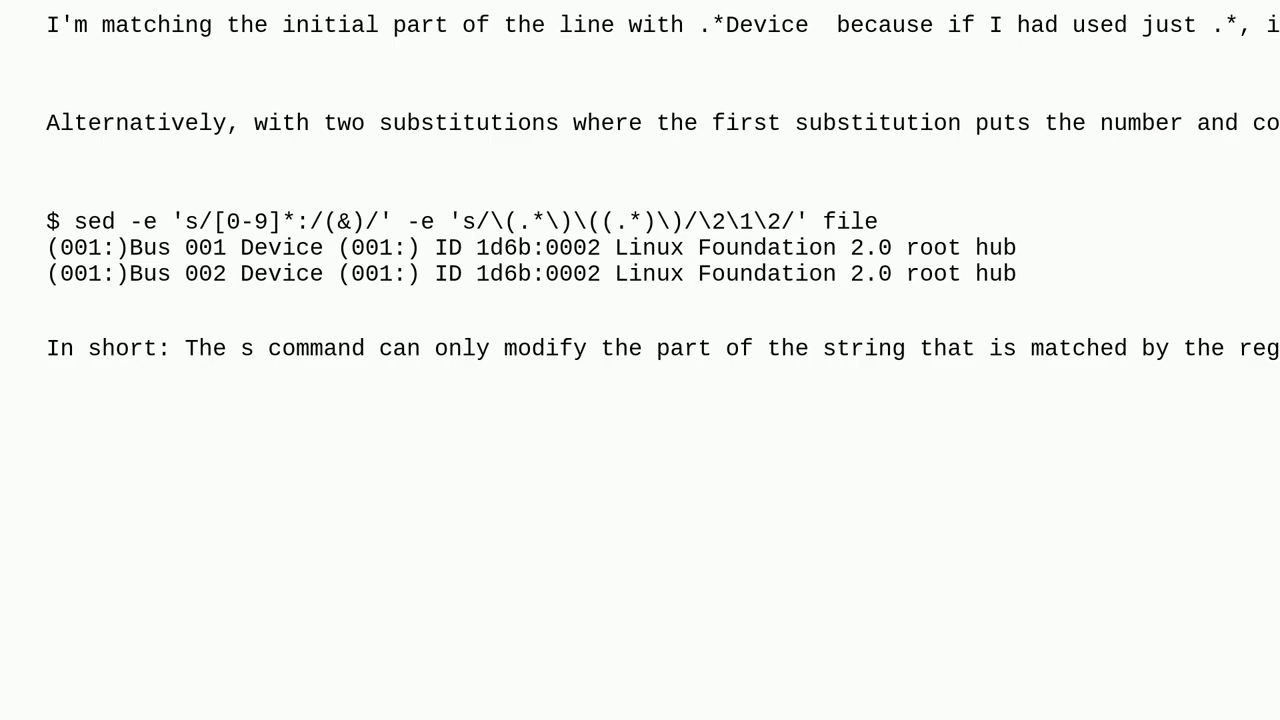 I'm matching the initial part of the line with .*Device  because if I had used just .*, i
Alternatively, with two substitutions where the first substitution puts the number and co
$ sed -e 's/[0-9]*:/(&)/' -e 's/\(.*\)\((.*)\)/\2\1\2/' file
(001:)Bus 001 Device (001:) ID 1d6b:0002 Linux Foundation 2.0 root hub
(001:)Bus 002 Device (001:) ID 1d6b:0002 Linux Foundation 2.0 root hub
In short: The s command can only modify the part of the string that is matched by the reg